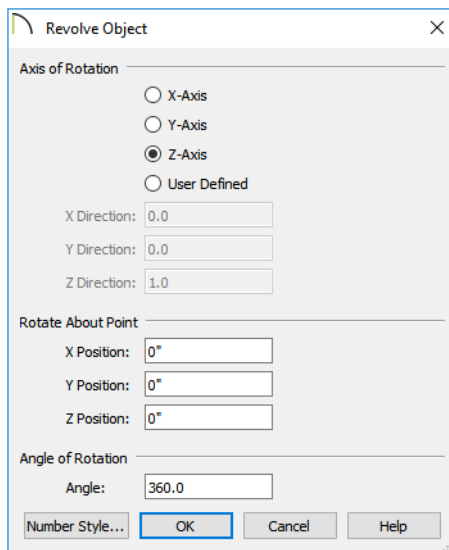 Revolve Object
Axis of Rotation
X-Axis
Y-Axis
Z-Axis
User Defined
X Direction: 0.0
Y Direction: 0.0
Z Direction: 1.0
Rotate About Point
X Position: 0"
Y Position: 0"
Z Position: 0"
Angle of Rotation
Angle: 360.0
Number Style... OK Cancel Help